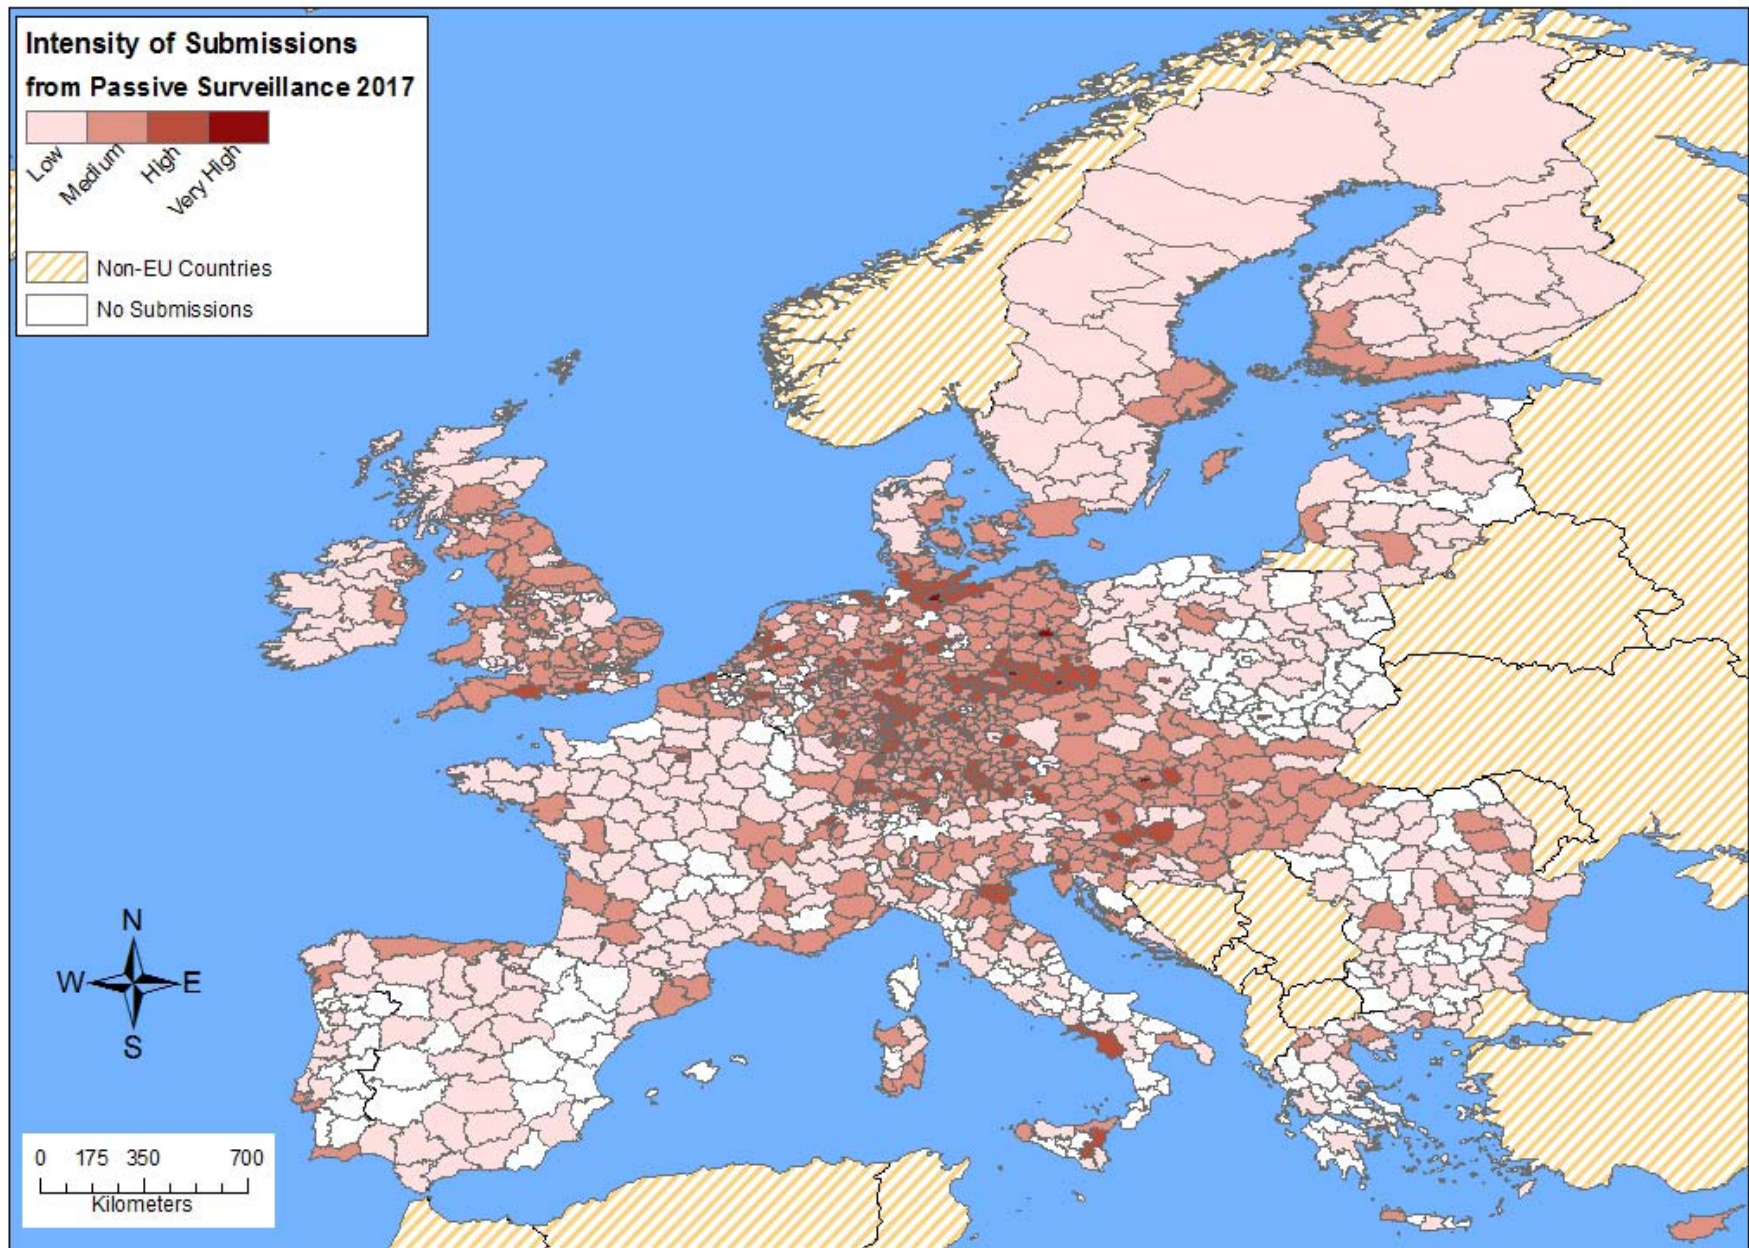 Intensity of Submissions
from Passive Surveillance 2017
Low
Medium
High
Very High
Non-EU Countries
No Submissions
N
W E
S
0 175 350 700
Kilometers